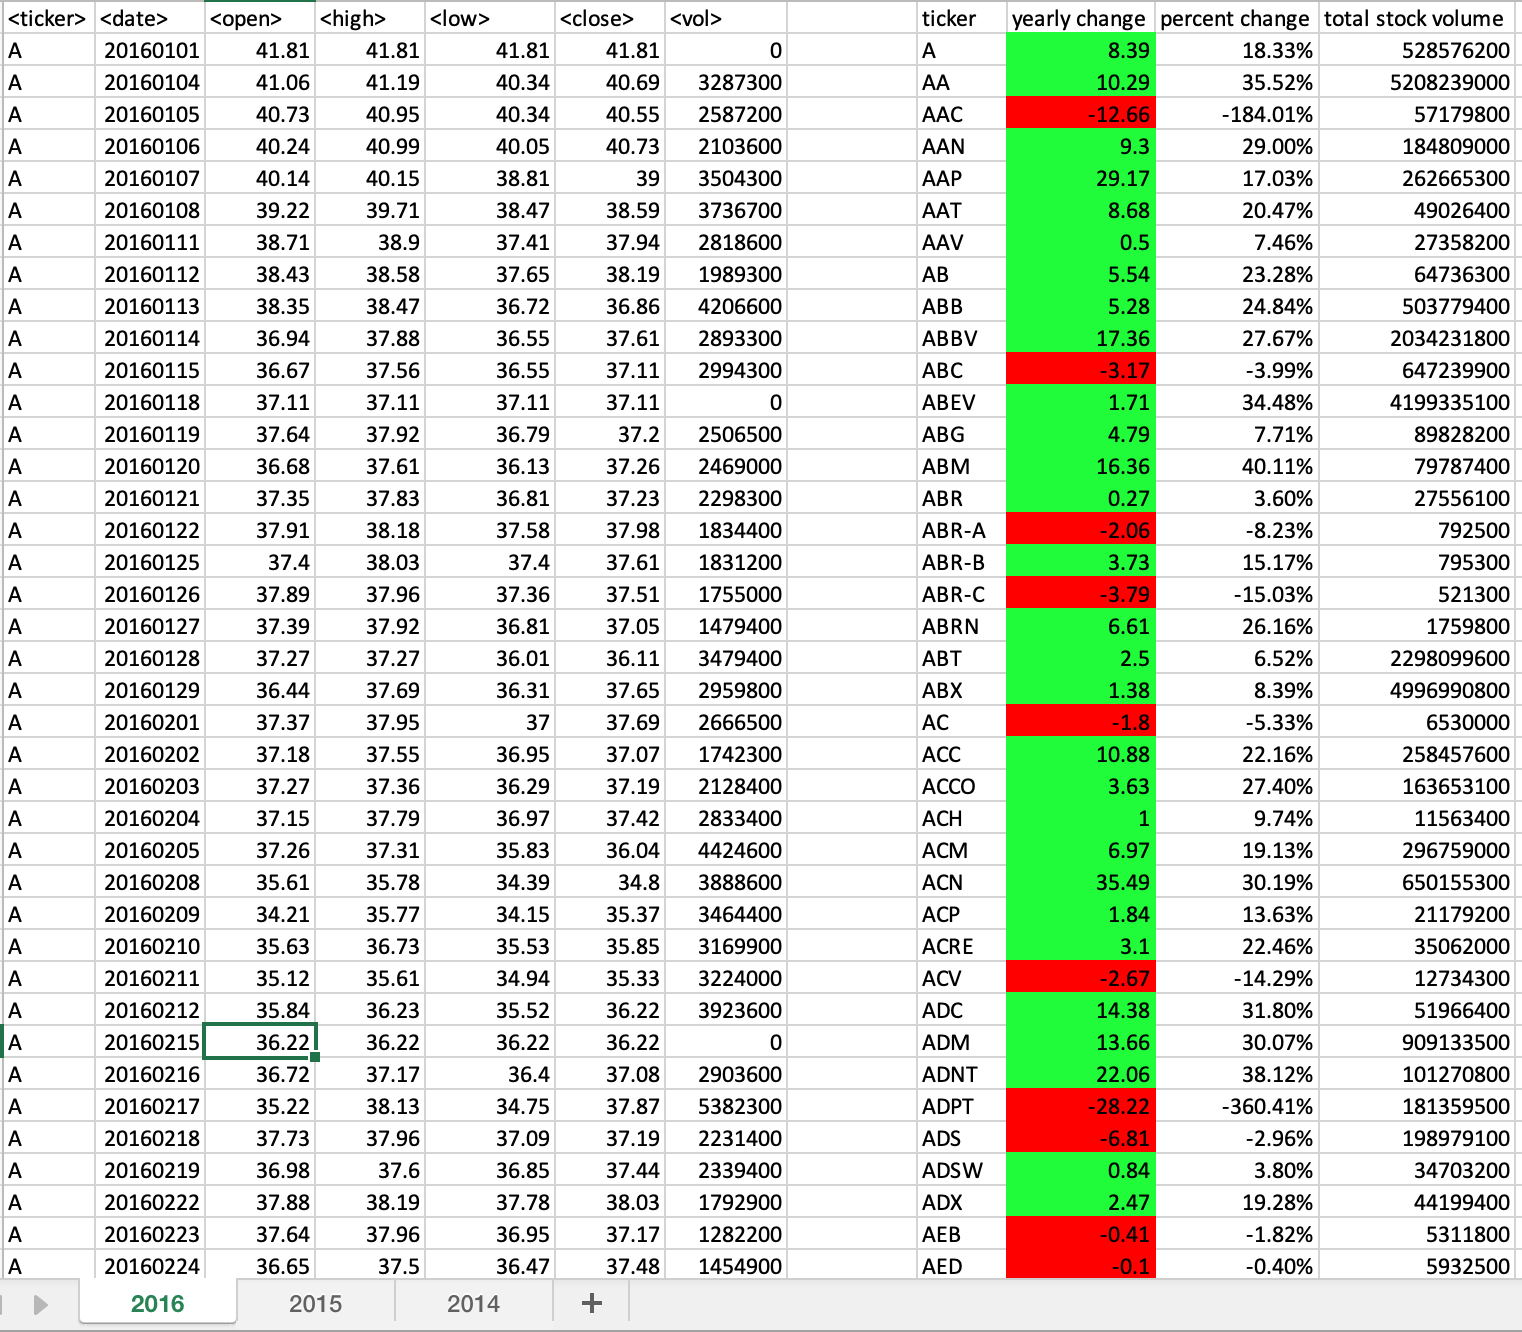 <ticker> <date> <open> <high> <low> <close> <vol> ticker yearly change percent change total stock volume
A 20160101 41.81 41.81 41.81 41.81 0 A 8.39 18.33% 528576200
A 20160104 41.06 41.19 40.34 40.69 3287300 AA 10.29 35.52% 5208239000
A 20160105 40.73 40.95 40.34 40.55 2587200 AAC -12.66 -184.01% 57179800
A 20160106 40.24 40.99 40.05 40.73 2103600 AAN 9.3 29.00% 184809000
A 20160107 40.14 40.15 38.81 39 3504300 AAP 29.17 17.03% 262665300
A 20160108 39.22 39.71 38.47 38.59 3736700 AAT 8.68 20.47% 49026400
A 20160111 38.71 38.9 37.41 37.94 2818600 AAV 0.5 7.46% 27358200
A 20160112 38.43 38.58 37.65 38.19 1989300 AB 5.54 23.28% 64736300
A 20160113 38.35 38.47 36.72 36.86 4206600 ABB 5.28 24.84% 503779400
A 20160114 36.94 37.88 36.55 37.61 2893300 ABBV 17.36 27.67% 2034231800
A 20160115 36.67 37.56 36.55 37.11 2994300 ABC -3.17 -3.99% 647239900
A 20160118 37.11 37.11 37.11 37.11 0 ABEV 1.71 34.48% 4199335100
A 20160119 37.64 37.92 36.79 37.2 2506500 ABG 4.79 7.71% 89828200
A 20160120 36.68 37.61 36.13 37.26 2469000 ABM 16.36 40.11% 79787400
A 20160121 37.35 37.83 36.81 37.23 2298300 ABR 0.27 3.60% 27556100
A 20160122 37.91 38.18 37.58 37.98 1834400 ABR-A -2.06 -8.23% 792500
A 20160125 37.4 38.03 37.4 37.61 1831200 ABR-B 3.73 15.17% 795300
A 20160126 37.89 37.96 37.36 37.51 1755000 ABR-C -3.79 -15.03% 521300
A 20160127 37.39 37.92 36.81 37.05 1479400 ABRN 6.61 26.16% 1759800
A 20160128 37.27 37.27 36.01 36.11 3479400 ABT 2.5 6.52% 2298099600
A 20160129 36.44 37.69 36.31 37.65 2959800 ABX 1.38 8.39% 4996990800
A 20160201 37.37 37.95 37 37.69 2666500 AC -1.8 -5.33% 6530000
A 20160202 37.18 37.55 36.95 37.07 1742300 ACC 10.88 22.16% 258457600
A 20160203 37.27 37.36 36.29 37.19 2128400 ACCO 3.63 27.40% 163653100
A 20160204 37.15 37.79 36.97 37.42 2833400 ACH 1 9.74% 11563400
A 20160205 37.26 37.31 35.83 36.04 4424600 ACM 6.97 19.13% 296759000
A 20160208 35.61 35.78 34.39 34.8 3888600 ACN 35.49 30.19% 650155300
A 20160209 34.21 35.77 34.15 35.37 3464400 ACP 1.84 13.63% 21179200
A 20160210 35.63 36.73 35.53 35.85 3169900 ACRE 3.1 22.46% 35062000
A 20160211 35.12 35.61 34.94 35.33 3224000 ACV -2.67 -14.29% 12734300
A 20160212 35.84 36.23 35.52 36.22 3923600 ADC 14.38 31.80% 51966400
A 20160215 36.22 36.22 36.22 36.22 0 ADM 13.66 30.07% 909133500
A 20160216 36.72 37.17 36.4 37.08 2903600 ADNT 22.06 38.12% 101270800
A 20160217 35.22 38.13 34.75 37.87 5382300 ADPT -28.22 -360.41% 181359500
A 20160218 37.73 37.96 37.09 37.19 2231400 ADS -6.81 -2.96% 198979100
A 20160219 36.98 37.6 36.85 37.44 2339400 ADSW 0.84 3.80% 34703200
A 20160222 37.88 38.19 37.78 38.03 1792900 ADX 2.47 19.28% 44199400
A 20160223 37.64 37.96 36.95 37.17 1282200 AEB -0.41 -1.82% 5311800
A 20160224 36.65 37.5 36.47 37.48 1454900 AED -0.1 -0.40% 5932500
2016 2015 2014 +